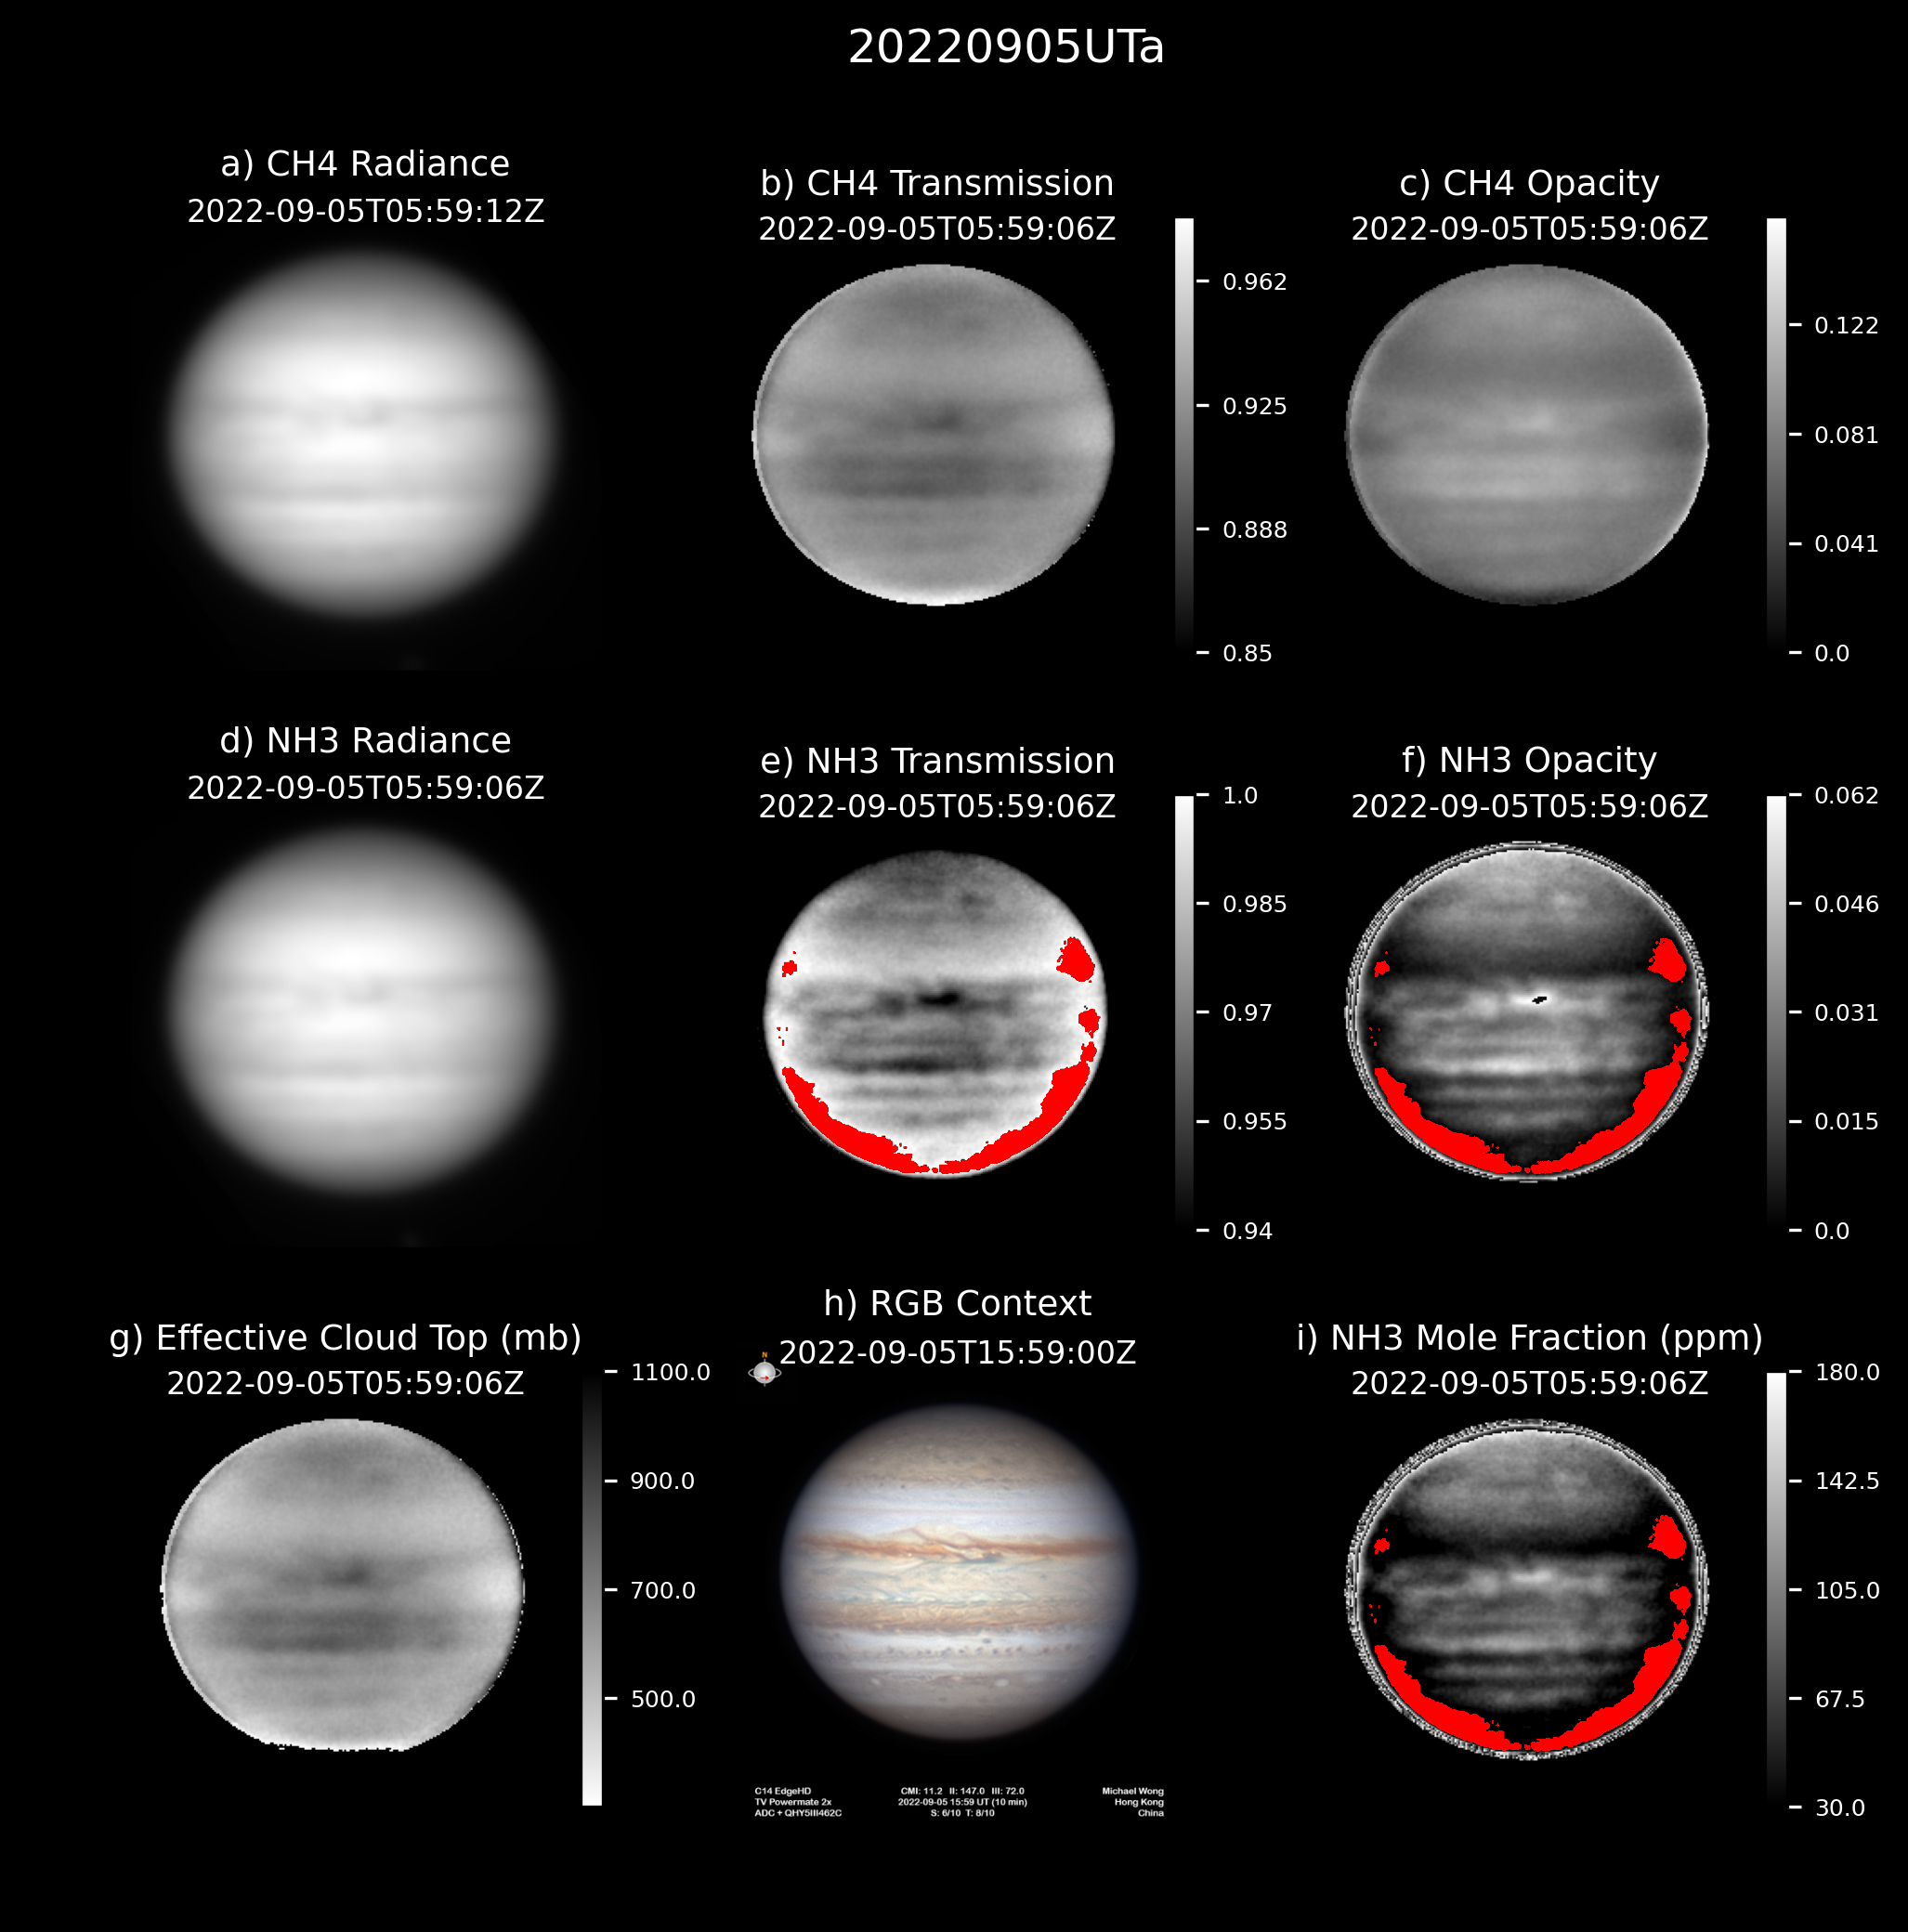 20220905UTa
a) CH4 Radiance
2022-09-05T05:59:12Z
b) CH4 Transmission
2022-09-05T05:59:06Z
0.962
0.925
0.888
0.85
c) CH4 Opacity
2022-09-05T05:59:06Z
0.122
0.081
0.041
0.0
d) NH3 Radiance
2022-09-05T05:59:06Z
e) NH3 Transmission
2022-09-05T05:59:06Z
1.0
0.985
0.97
0.955
0.94
f) NH3 Opacity
2022-09-05T05:59:06Z
0.062
0.046
0.031
0.015
0.0
g) Effective Cloud Top (mb)
2022-09-05T05:59:06Z
1100.0
900.0
700.0
500.0
h) RGB Context
2022-09-05T15:59:00Z
N
C14 EdgeHD
TV Powermate 2x
ADC + QHY5III462C
CMI: 11.2 II: 147.0 III: 72.0
2022-09-05 15:59 UT (10 min)
S: 6/10 T: 8/10
Michael Wong
Hong Kong
China
i) NH3 Mole Fraction (ppm)
2022-09-05T05:59:06Z
180.0
142.5
105.0
67.5
30.0